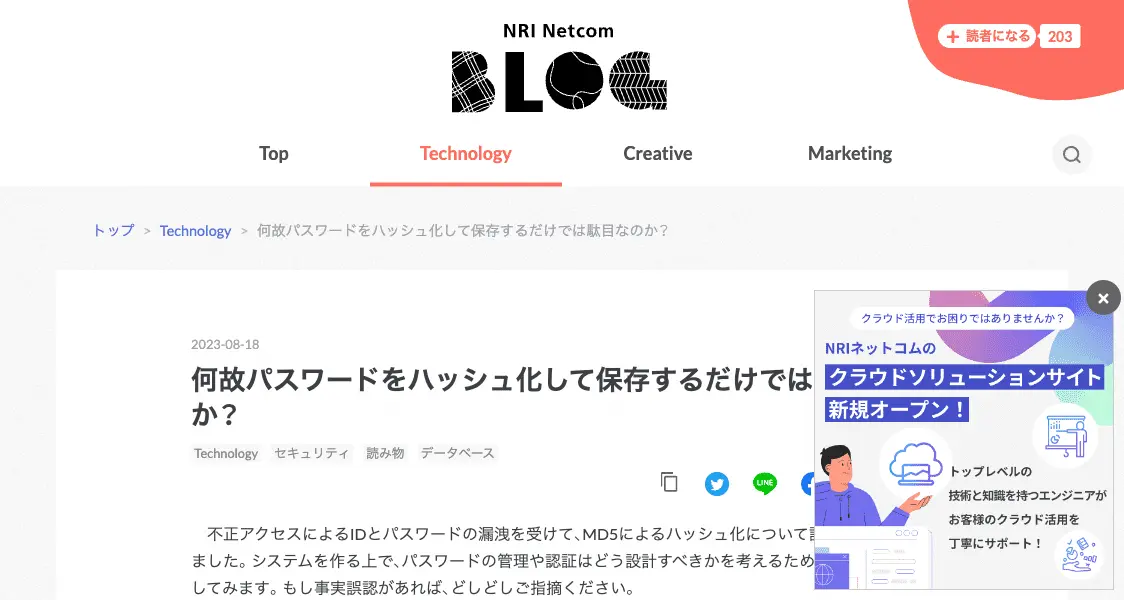 NRI Netcom
BLOG
読者になる 203
Top Technology Creative Marketing
トップ > Technology > 何故パスワードをハッシュ化して保存するだけでは駄目なのか？
2023-08-18
何故パスワードをハッシュ化して保存するだけでは
か？
Technology セキュリティ 読み物 データベース
LINE
不正アクセスによるIDとパスワードの漏洩を受けて、MD5によるハッシュ化について
ました。システムを作る上で、パスワードの管理や認証はどう設計すべきかを考えるため
してみます。もし事実誤認があれば、どしどしご指摘ください。
クラウド活用でお困りではありませんか？
NRIネットコムの
クラウドソリューションサイト
新規オープン！
トップレベルの
技術と知識を持つエンジニアが
お客様のクラウド活用を
丁寧にサポート！